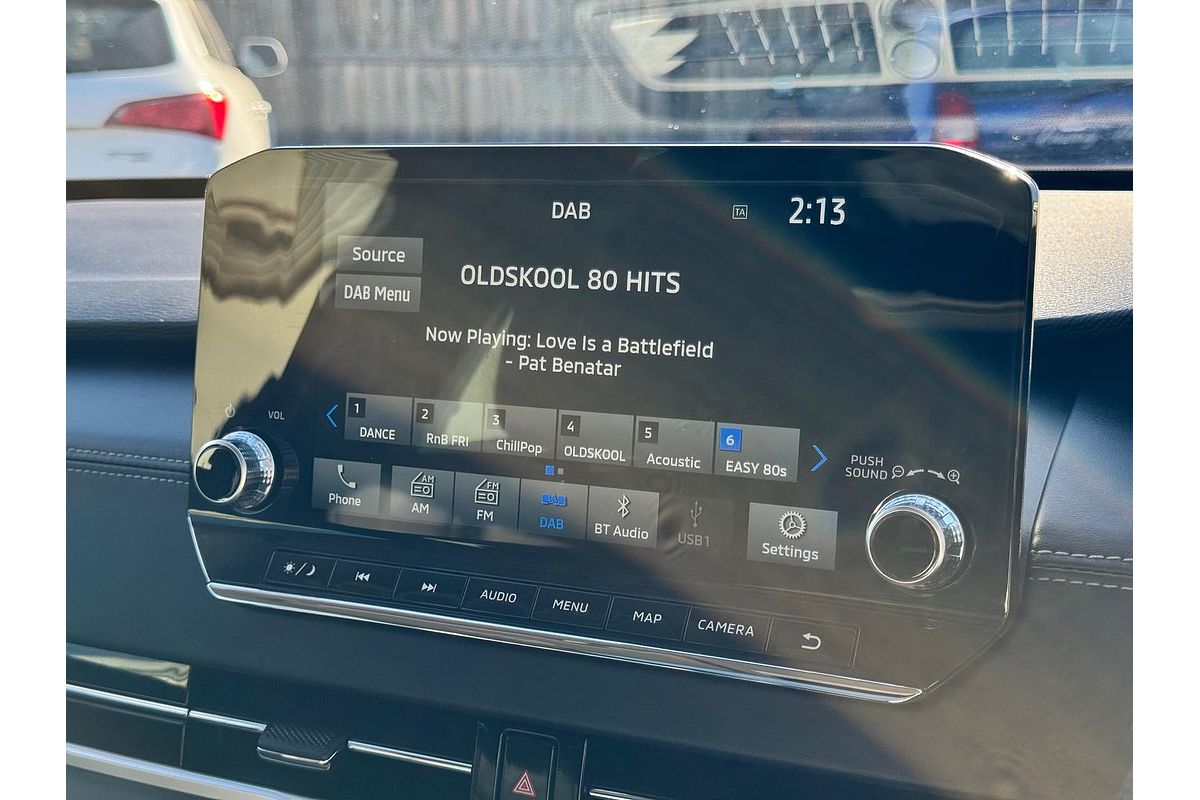 DAB
TA
2:13
Source
OLDSKOOL 80 HITS
DAB Menu
Now Playing: Love Is a Battlefield
- Pat Benatar
VOL
1
DANCE
2
RnB FRI
3
ChillPop
4
OLDSKOOL
5
Acoustic
6
EASY 80s
PUSH
SOUND
Phone
AM
AM
FM
FM
DAB
DAB
BT Audio
USB1
Settings
AUDIO
MENU
MAP
CAMERA